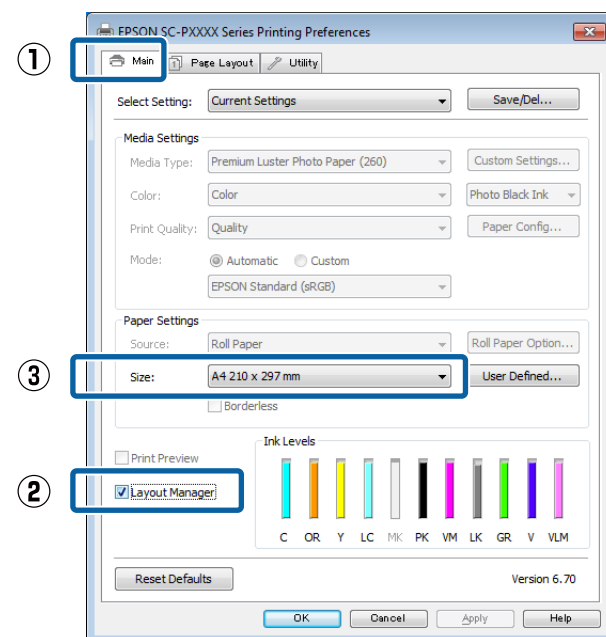 EPSON SC-PXXXX Series Printing Preferences
① Main Page Layout Utility
Select Setting: Current Settings Save/Del...
Media Settings
Media Type: Premium Luster Photo Paper (260) Custom Settings...
Color: Color Photo Black Ink
Print Quality: Quality Paper Config...
Mode: Automatic Custom
EPSON Standard (sRGB)
Paper Settings
Source: Roll Paper Roll Paper Option...
③ Size: A4 210 x 297 mm User Defined...
Borderless
Ink Levels
Print Preview
② Layout Manager
C OR Y LC MK PK VM LK GR V VLM
Reset Defaults Version 6.70
OK Cancel Apply Help